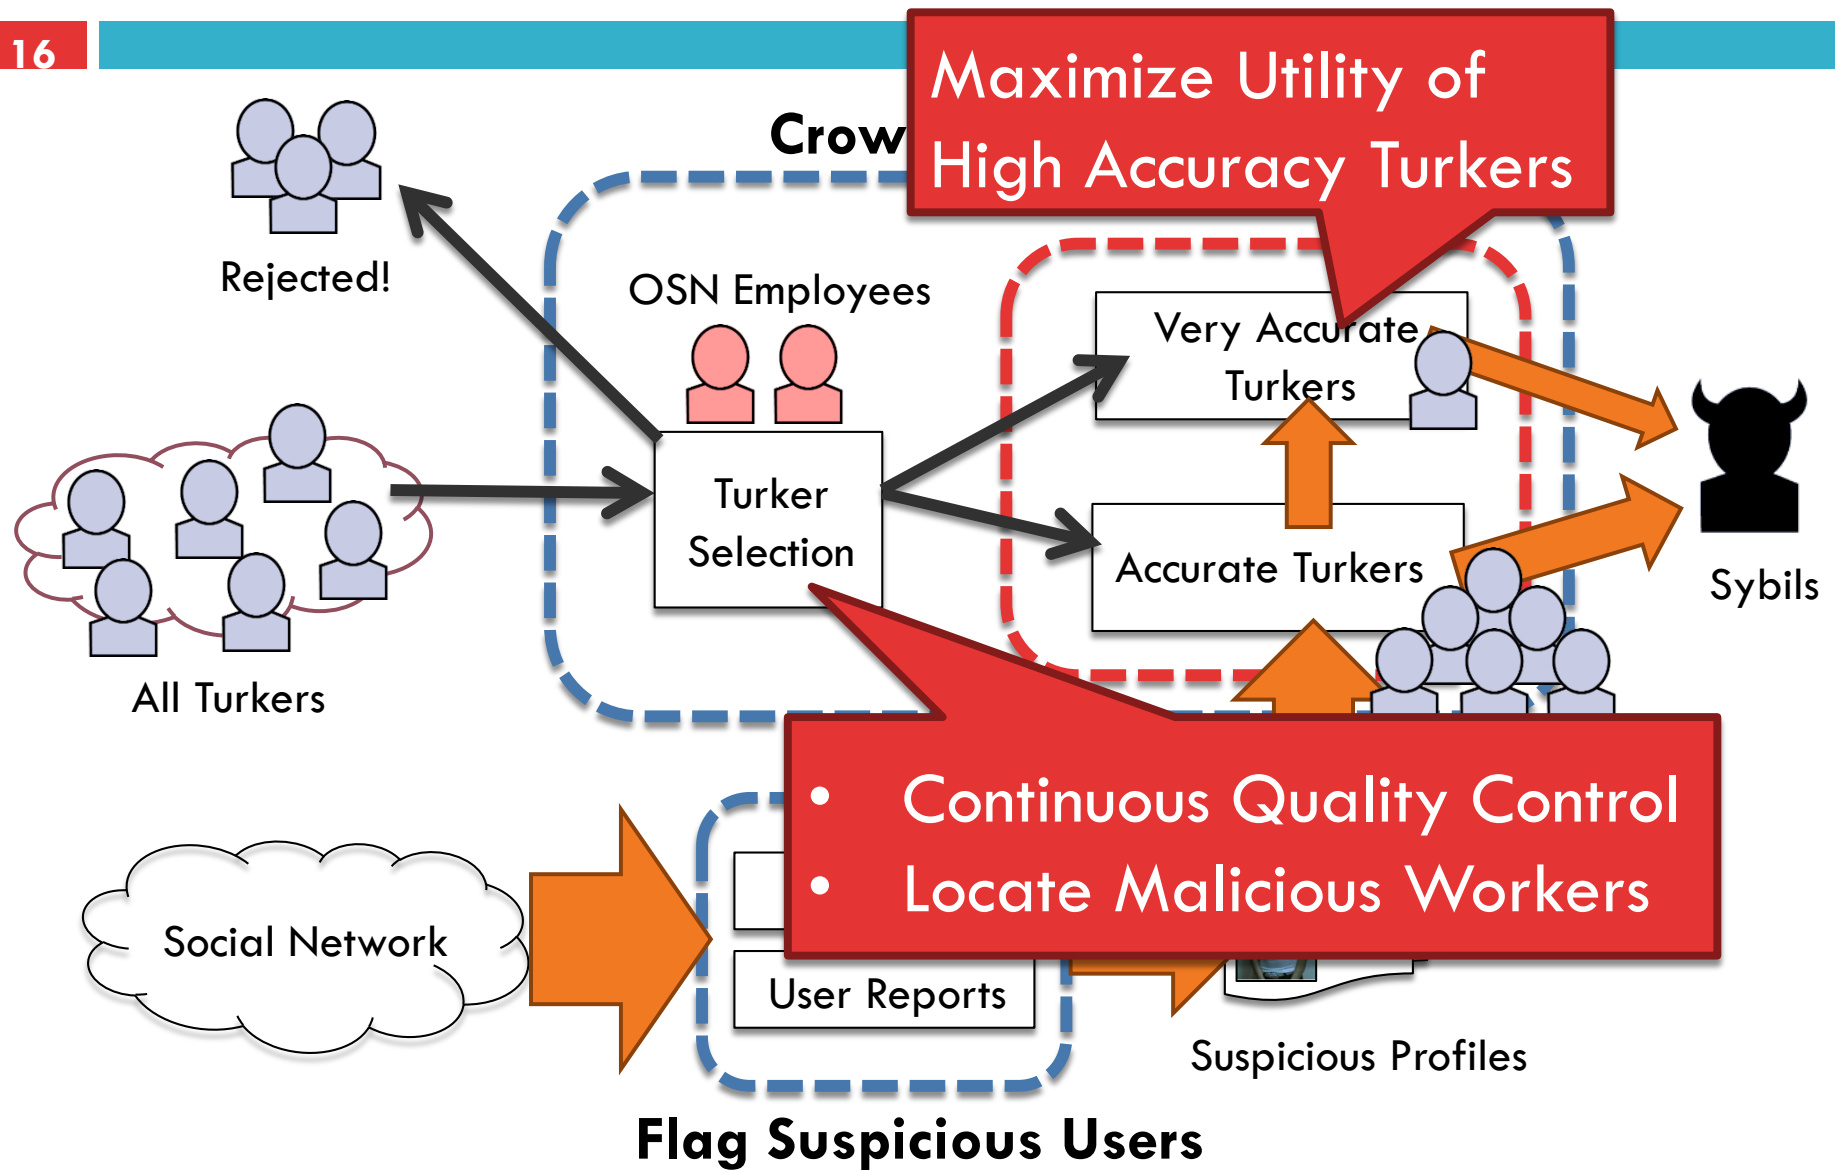 16
Maximize Utility of
High Accuracy Turkers
Rejected!
OSN Employees
Very Accurate
Turkers
Turker
Selection
Accurate Turkers
Sybils
All Turkers
• Continuous Quality Control
• Locate Malicious Workers
Social Network
User Reports
Suspicious Profiles
Flag Suspicious Users